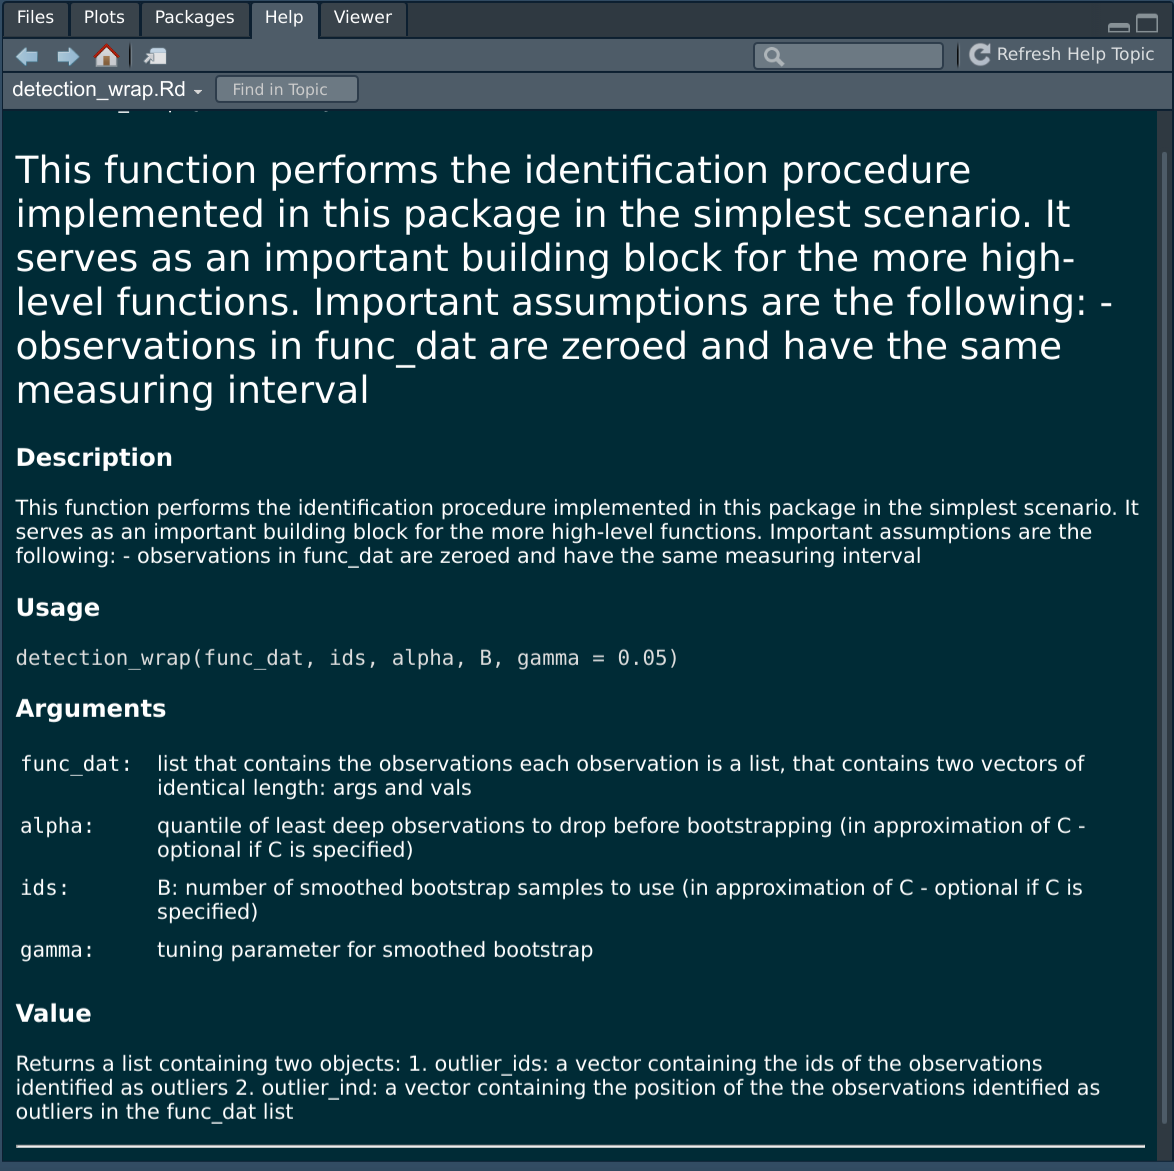 Files Plots Packages Help Viewer
Refresh Help Topic
detection_wrap.Rd Find in Topic
This function performs the identification procedure
implemented in this package in the simplest scenario. It
serves as an important building block for the more high-
level functions. Important assumptions are the following: -
observations in func_dat are zeroed and have the same
measuring interval
Description
This function performs the identification procedure implemented in this package in the simplest scenario. It
serves as an important building block for the more high-level functions. Important assumptions are the
following: - observations in func_dat are zeroed and have the same measuring interval
Usage
detection_wrap(func_dat, ids, alpha, B, gamma = 0.05)
Arguments
func_dat: list that contains the observations each observation is a list, that contains two vectors of
identical length: args and vals
alpha: quantile of least deep observations to drop before bootstrapping (in approximation of C -
optional if C is specified)
ids: B: number of smoothed bootstrap samples to use (in approximation of C - optional if C is
specified)
gamma: tuning parameter for smoothed bootstrap
Value
Returns a list containing two objects: 1. outlier_ids: a vector containing the ids of the observations
identified as outliers 2. outlier_ind: a vector containing the position of the the observations identified as
outliers in the func_dat list